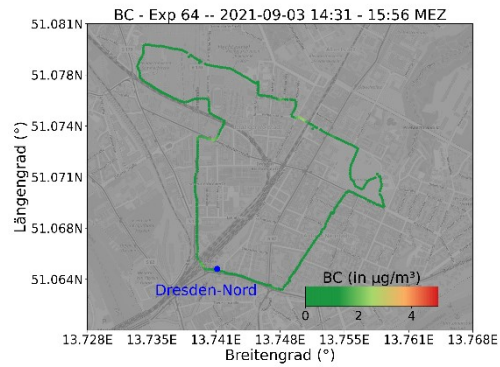 BC - Exp 64 -- 2021-09-03 14:31 - 15:56 MEZ
51.081N
51.078N
51.074N
51.071N
51.068N
51.064N
Längengrad (°)
Dresden-Nord
BC (in µg/m³)
0 2 4
13.728E 13.735E 13.741E 13.748E 13.755E 13.761E 13.768E
Breitengrad (°)